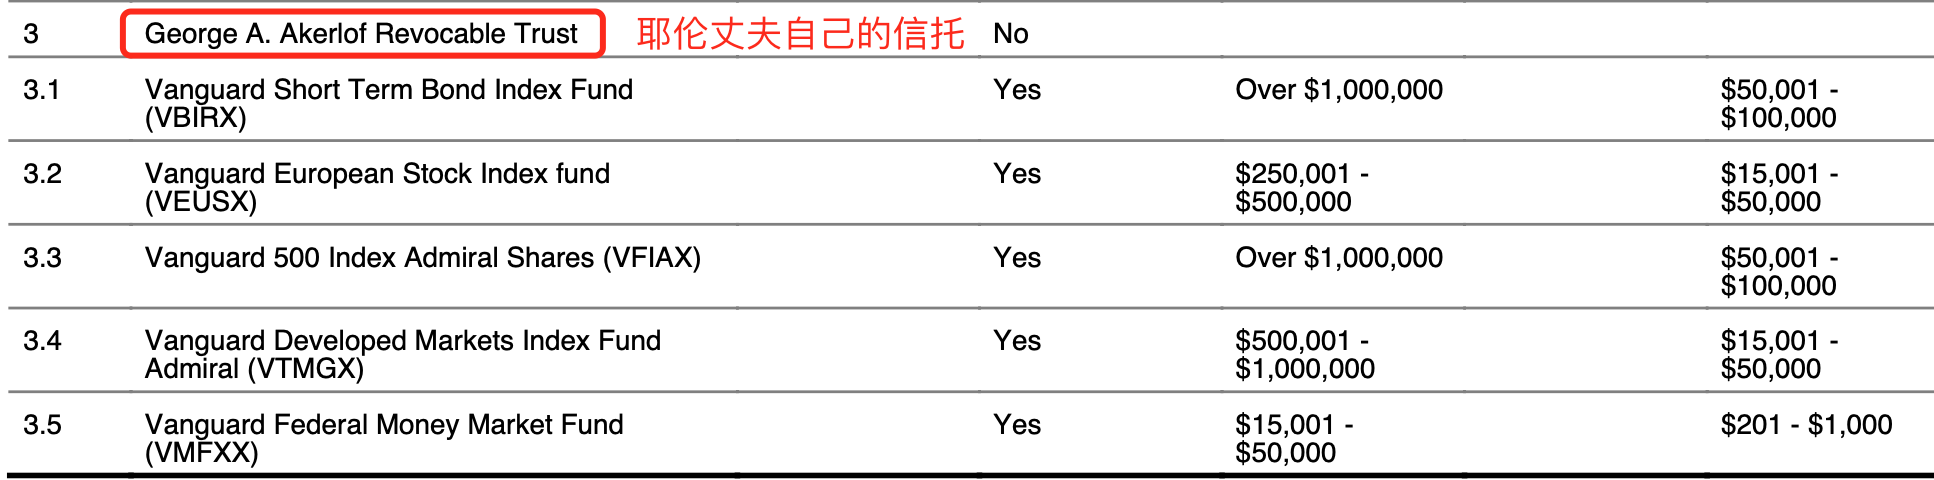 3 George A. Akerlof Revocable Trust 耶伦丈夫自己的信托 No
3.1 Vanguard Short Term Bond Index Fund Yes Over $1,000,000 $50,001 -
(VBIRX) $100,000
3.2 Vanguard European Stock Index fund Yes $250,001 - $15,001 -
(VEUSX) $500,000 $50,000
3.3 Vanguard 500 Index Admiral Shares (VFIAX) Yes Over $1,000,000 $50,001 -
$100,000
3.4 Vanguard Developed Markets Index Fund Yes $500,001 - $15,001 -
Admiral (VTMGX) $1,000,000 $50,000
3.5 Vanguard Federal Money Market Fund Yes $15,001 - $201 - $1,000
(VMFXX) $50,000